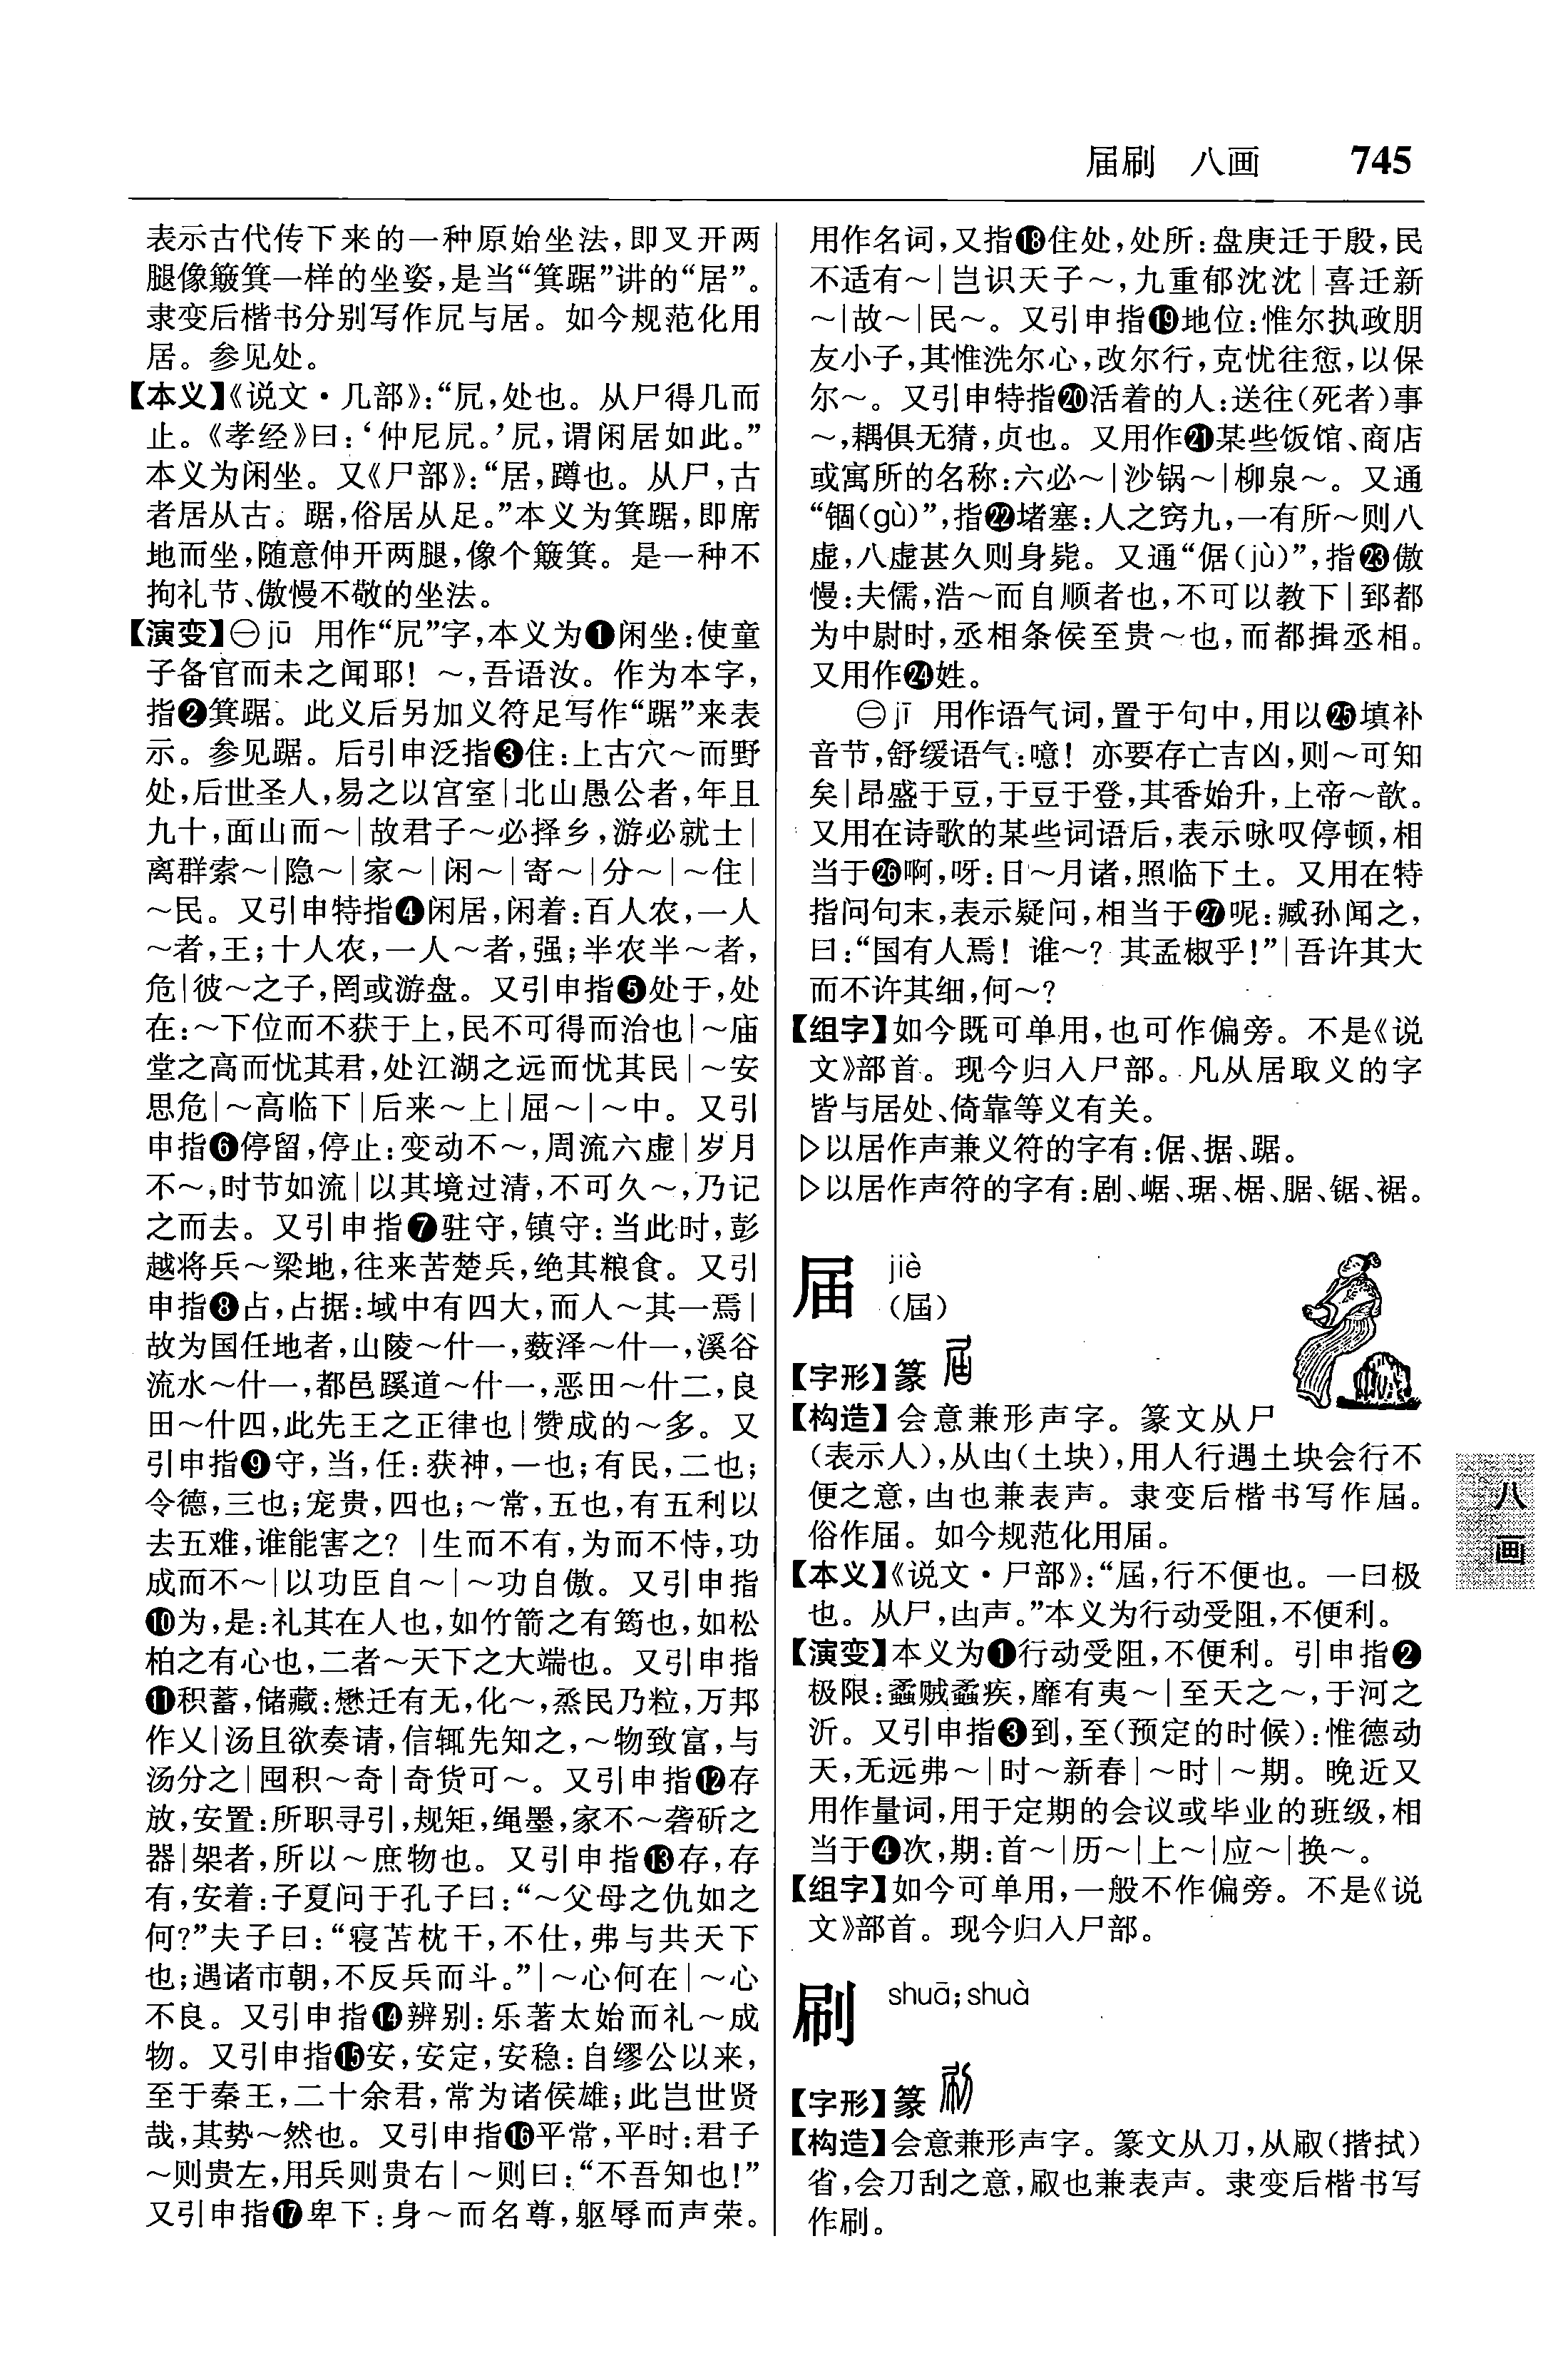 届刷　八画　745
表示古代传下来的一种原始坐法,即叉开两
腿像簸箕一样的坐姿,是当“箕踞”讲的“居”。
隶变后楷书分别写作凥与居。如今规范化用
居。参见处。
【本义】《说文·几部》:“凥,处也。从尸得几而
止。《孝经》曰:‘仲尼凥。’凥,谓闲居如此。”
本义为闲坐。又《尸部》:“居,蹲也。从尸,古
者居从古。踞,俗居从足。”本义为箕踞,即席
地而坐,随意伸开两腿,像个簸箕。是一种不
拘礼节、傲慢不敬的坐法。
【演变】㊀jū 用作“凥”字,本义为❶闲坐:使童
子备官而未之闻耶! ～,吾语汝。作为本字,
指❷箕踞。此义后另加义符足写作“踞”来表
示。参见踞。后引申泛指❸住:上古穴～而野
处,后世圣人,易之以宫室|北山愚公者,年且
九十,面山而～|故君子～必择乡,游必就士|
离群索～|隐～|家～|闲～|寄～|分～|～住|
～民。又引申特指❹闲居,闲着:百人农,一人
～者,王;十人农,一人～者,强;半农半～者,
危|彼～之子,罔或游盘。又引申指❺处于,处
在:～下位而不获于上,民不可得而治也|～庙
堂之高而忧其君,处江湖之远而忧其民|～安
思危|～高临下|后来～上|屈～|～中。又引
申指❻停留,停止:变动不～,周流六虚|岁月
不～,时节如流|以其境过清,不可久～,乃记
之而去。又引申指❼驻守,镇守:当此时,彭
越将兵～梁地,往来苦楚兵,绝其粮食。又引
申指❽占,占据:域中有四大,而人～其一焉|
故为国任地者,山陵～什一,薮泽～什一,溪谷
流水～什一,都邑蹊道～什一,恶田～什二,良
田～什四,此先王之正律也|赞成的～多。又
引申指❾守,当,任:获神,一也;有民,二也;
令德,三也;宠贵,四也;～常,五也,有五利以
去五难,谁能害之? |生而不有,为而不恃,功
成而不～|以功臣自～|～功自傲。又引申指
❿为,是:礼其在人也,如竹箭之有筠也,如松
柏之有心也,二者～天下之大端也。又引申指
⓫积蓄,储藏:懋迁有无,化～,烝民乃粒,万邦
作乂|汤且欲奏请,信辄先知之,～物致富,与
汤分之|囤积～奇|奇货可～。又引申指⓬存
放,安置:所职寻引,规矩,绳墨,家不～砻斫之
器|架者,所以～庶物也。又引申指⓭存,存
有,安着:子夏问于孔子曰:“～父母之仇如之
何?”夫子曰:“寝苫枕干,不仕,弗与共天下
也;遇诸市朝,不反兵而斗。”|～心何在|～心
不良。又引申指⓮辨别:乐著太始而礼～成
物。又引申指⓯安,安定,安稳:自缪公以来,
至于秦王,二十余君,常为诸侯雄;此岂世贤
哉,其势～然也。又引申指⓰平常,平时:君子
～则贵左,用兵则贵右|～则曰:“不吾知也!”
又引申指⓱卑下:身～而名尊,躯辱而声荣。
用作名词,又指⓲住处,处所:盘庚迁于殷,民
不适有～|岂识天子～,九重郁沈沈|喜迁新
～|故～|民～。又引申指⓳地位:惟尔执政朋
友小子,其惟洗尔心,改尔行,克忧往愆,以保
尔～。又引申特指⓴活着的人:送往(死者)事
～,耦俱无猜,贞也。又用作㉑某些饭馆、商店
或寓所的名称:六必～|沙锅～|柳泉～。又通
“锢(gù)”,指㉒堵塞:人之窍九,一有所～则八
虚,八虚甚久则身毙。又通“倨(jù)”,指㉓傲
慢:夫儒,浩～而自顺者也,不可以教下|郅都
为中尉时,丞相条侯至贵～也,而都揖丞相。
又用作㉔姓。
㊁jī 用作语气词,置于句中,用以㉕填补
音节,舒缓语气:噫! 亦要存亡吉凶,则～可知
矣|昂盛于豆,于豆于登,其香始升,上帝～歆。
又用在诗歌的某些词语后,表示咏叹停顿,相
当于㉖啊,呀:日～月诸,照临下土。又用在特
指问句末,表示疑问,相当于㉗呢:臧孙闻之,
曰:“国有人焉! 谁～? 其孟椒乎!”|吾许其大
而不许其细,何～?
【组字】如今既可单用,也可作偏旁。不是《说
文》部首。现今归入尸部。凡从居取义的字
皆与居处、倚靠等义有关。
▷以居作声兼义符的字有:倨、据、踞。
▷以居作声符的字有:剧、崌、琚、椐、腒、锯、裾。
届 jiè
(屆)
【字形】篆
【构造】会意兼形声字。篆文从尸
(表示人),从凷(土块),用人行遇土块会行不
便之意,凷也兼表声。隶变后楷书写作屆。
俗作届。如今规范化用届。
【本义】《说文·尸部》:“屆,行不便也。一曰极
也。从尸,凷声。”本义为行动受阻,不便利。
【演变】本义为❶行动受阻,不便利。引申指❷
极限:蟊贼蟊疾,靡有夷～|至天之～,于河之
沂。又引申指❸到,至(预定的时候):惟德动
天,无远弗～|时～新春|～时|～期。晚近又
用作量词,用于定期的会议或毕业的班级,相
当于❹次,期:首～|历～|上～|应～|换～。
【组字】如今可单用,一般不作偏旁。不是《说
文》部首。现今归入尸部。
刷 shuā;shuà
【字形】篆
【构造】会意兼形声字。篆文从刀,从㕞(揩拭)
省,会刀刮之意,㕞也兼表声。隶变后楷书写
作刷。
八画